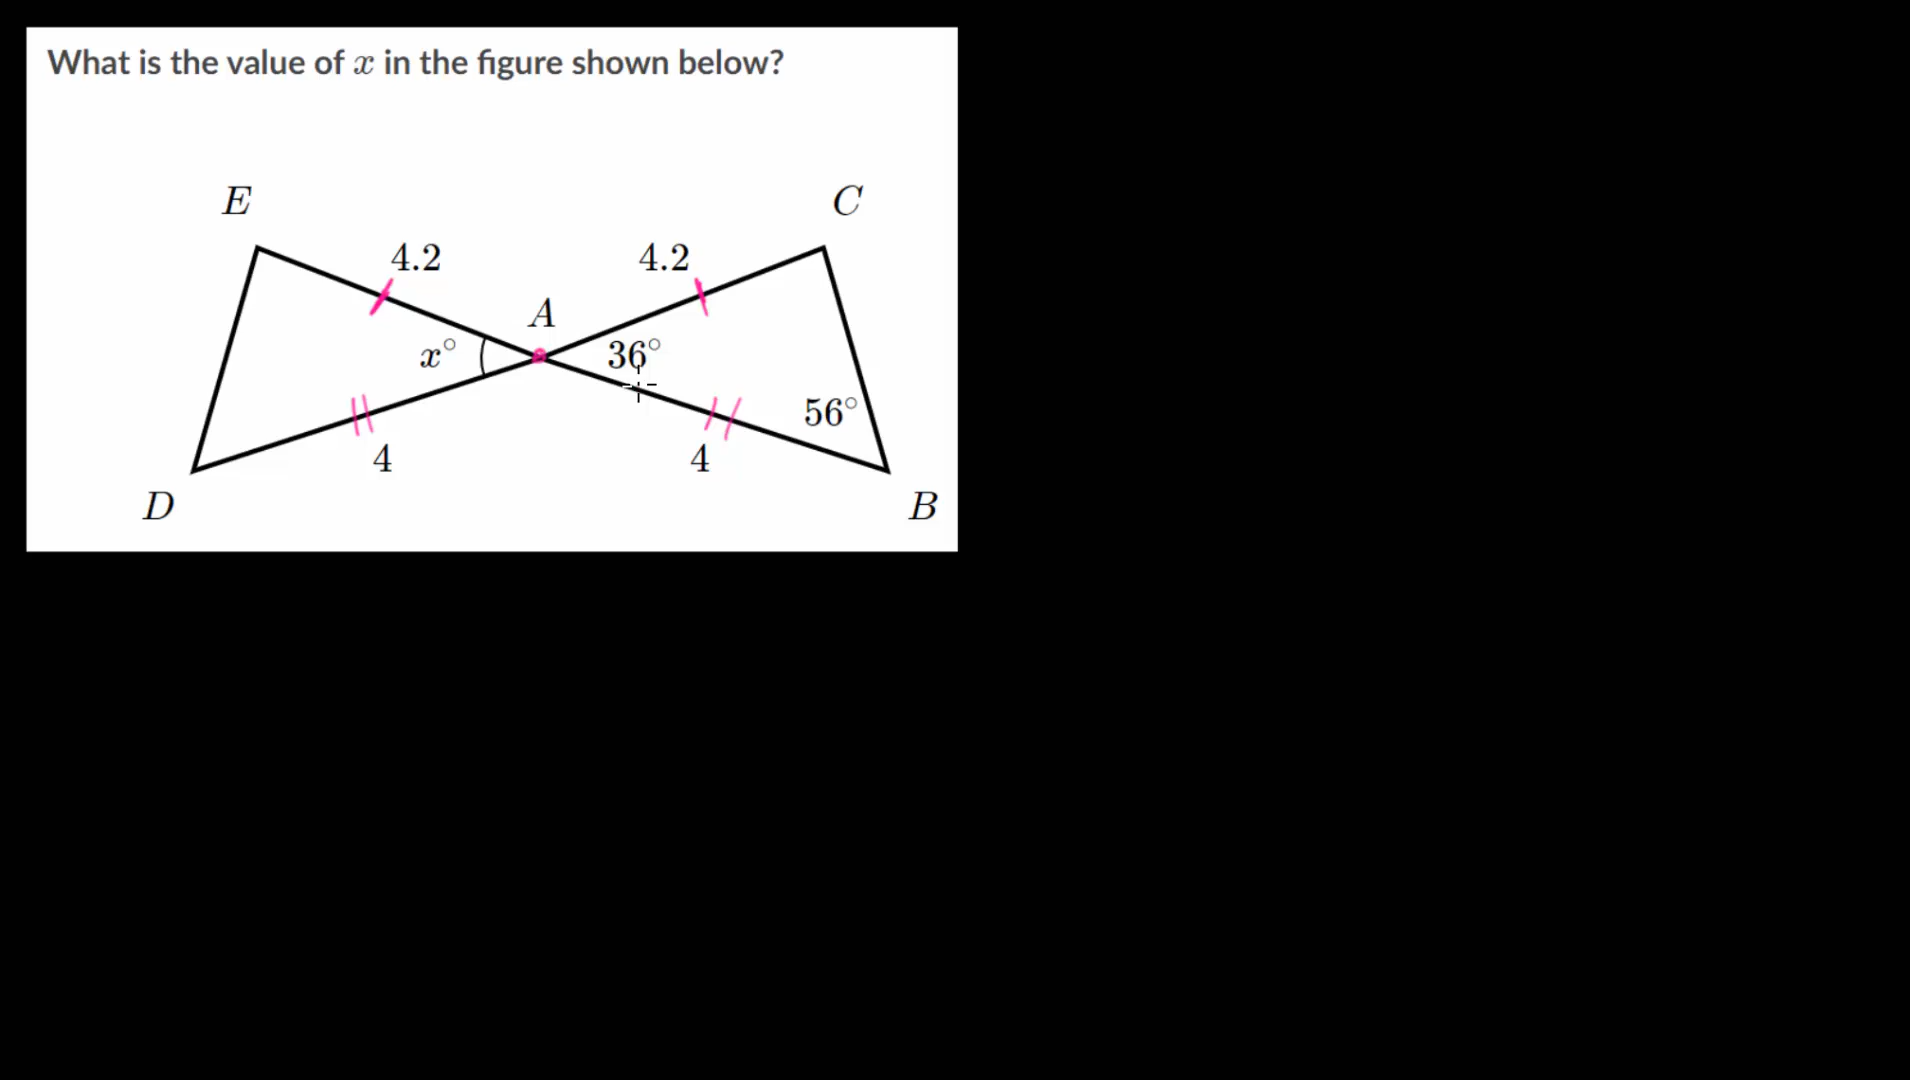 What is the value of x in the figure shown below?
E
C
4.2
4.2
A
x°
36°
56°
4
4
D
B